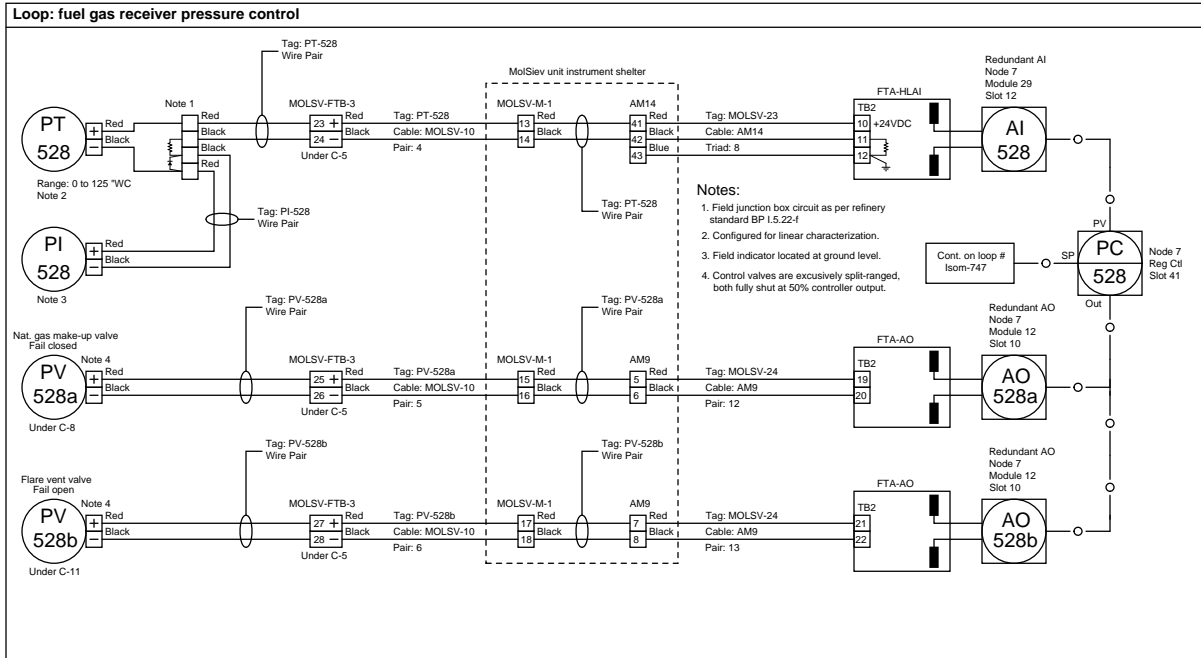 Loop: fuel gas receiver pressure control
Tag: PT-528
Wire Pair
MolSiev unit instrument shelter
Redundant AI
Node 7
Module 29
Slot 12
PT
528
+
−
Red
Black
Note 1
Red
Black
Black
Red
Range: 0 to 125 "WC
Note 2
MOLSV-FTB-3
23 +
24 −
Red
Black
Under C-5
Tag: PT-528
Cable: MOLSV-10
Pair: 4
MOLSV-M-1
13
14
Red
Black
AM14
41
42
43
Red
Black
Blue
Tag: MOLSV-23
Cable: AM14
Triad: 8
FTA-HLAI
TB2
10
11
12
+24VDC
AI
528
Tag: PI-528
Wire Pair
Tag: PT-528
Wire Pair
PI
528
+
−
Red
Black
Note 3
Notes:
1. Field junction box circuit as per refinery
standard BP I.5.22-f
2. Configured for linear characterization.
3. Field indicator located at ground level.
4. Control valves are excusively split-ranged,
both fully shut at 50% controller output.
Cont. on loop #
Isom-747
PV
SP
PC
528
Out
Node 7
Reg Ctl
Slot 41
Tag: PV-528a
Wire Pair
Tag: PV-528a
Wire Pair
Redundant AO
Node 7
Module 12
Slot 10
Nat. gas make-up valve
Fail closed
PV
528a
Note 4
+
−
Red
Black
Under C-8
MOLSV-FTB-3
25 +
26 −
Red
Black
Under C-5
Tag: PV-528a
Cable: MOLSV-10
Pair: 5
MOLSV-M-1
15
16
Red
Black
AM9
5
6
Red
Black
Tag: MOLSV-24
Cable: AM9
Pair: 12
FTA-AO
TB2
19
20
AO
528a
Tag: PV-528b
Wire Pair
Tag: PV-528b
Wire Pair
Redundant AO
Node 7
Module 12
Slot 10
Flare vent valve
Fail open
PV
528b
Note 4
+
−
Red
Black
Under C-11
MOLSV-FTB-3
27 +
28 −
Red
Black
Under C-5
Tag: PV-528b
Cable: MOLSV-10
Pair: 6
MOLSV-M-1
17
18
Red
Black
AM9
7
8
Red
Black
Tag: MOLSV-24
Cable: AM9
Pair: 13
FTA-AO
TB2
21
22
AO
528b